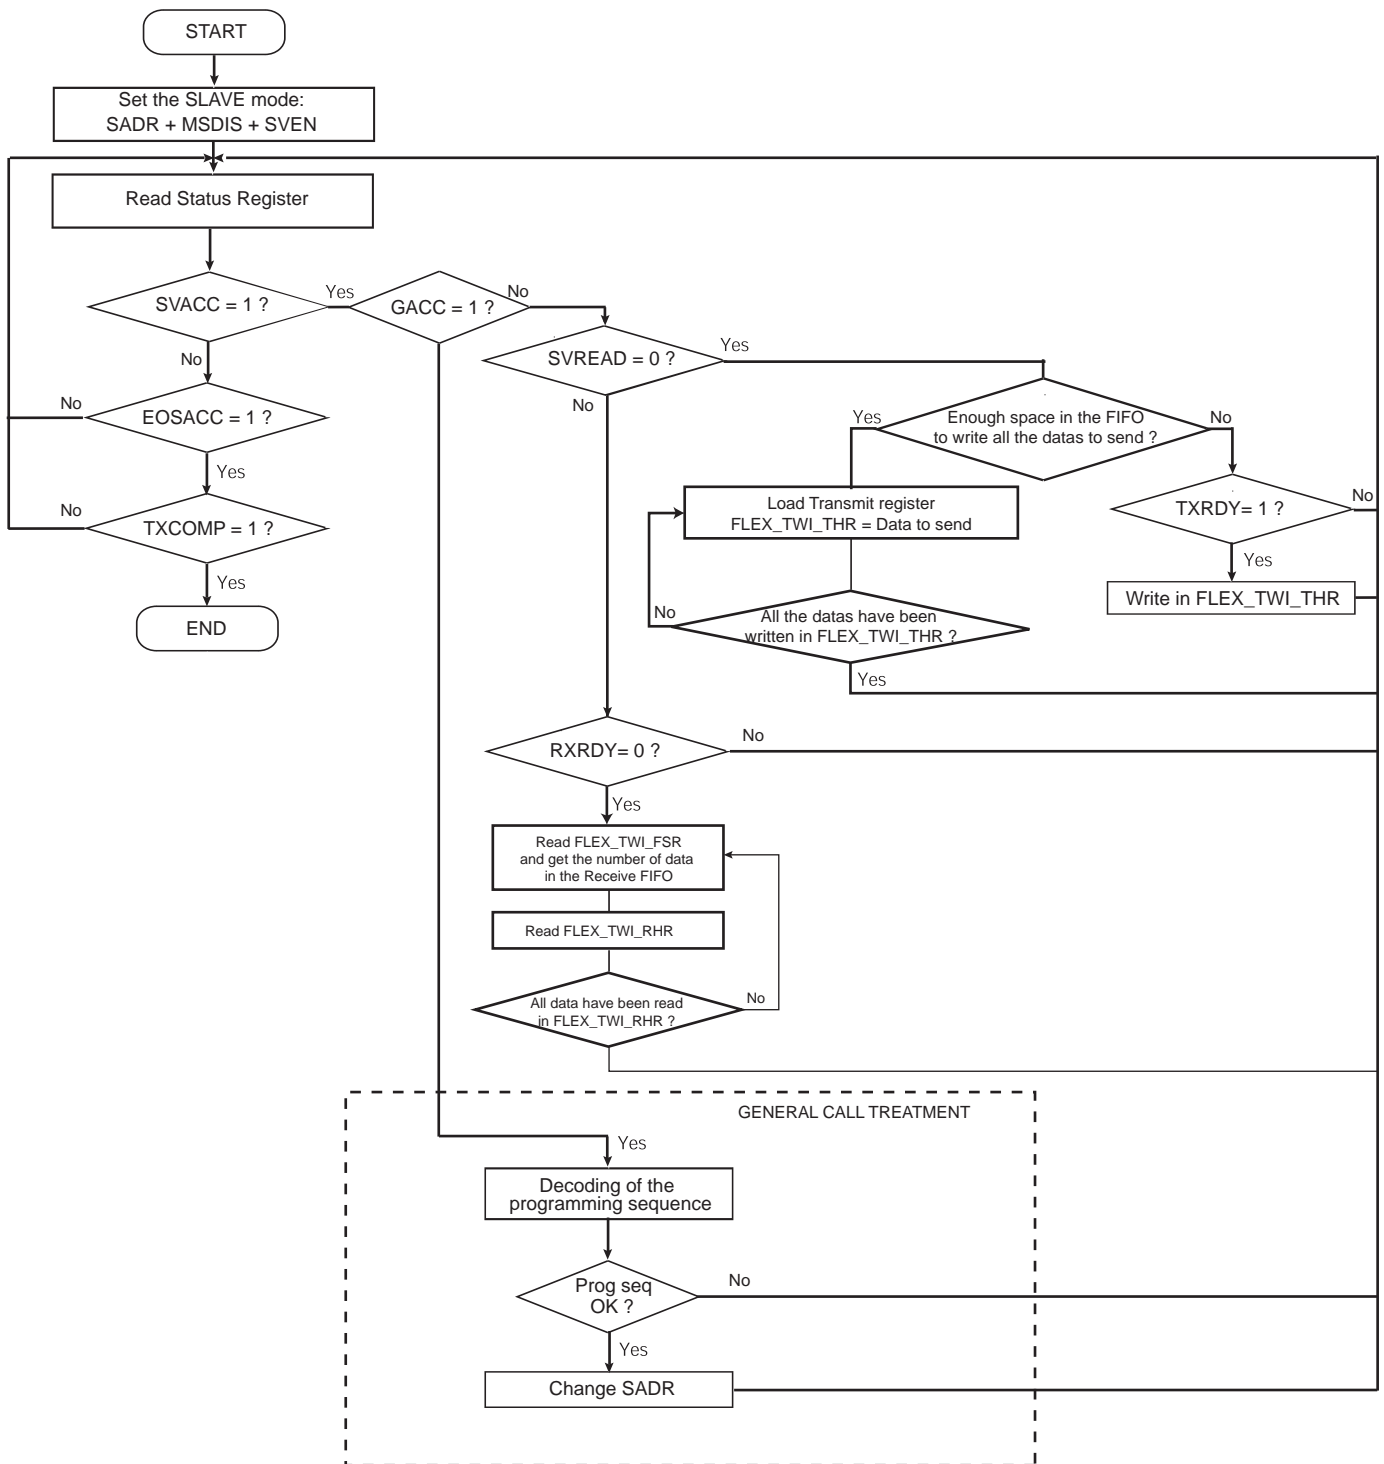 START
Set the SLAVE mode:
SADR + MSDIS + SVEN
Read Status Register
SVACC = 1 ?
Yes
GACC = 1 ?
No
SVREAD = 0 ?
Yes
No
EOSACC = 1 ?
No
Yes
TXCOMP = 1 ?
No
Yes
END
No
Enough space in the FIFO
to write all the datas to send ?
Yes
No
Load Transmit register
FLEX_TWI_THR = Data to send
TXRDY= 1 ?
No
Yes
Write in FLEX_TWI_THR
All the datas have been
written in FLEX_TWI_THR ?
No
Yes
RXRDY= 0 ?
No
Yes
Read FLEX_TWI_FSR
and get the number of data
in the Receive FIFO
Read FLEX_TWI_RHR
All data have been read
in FLEX_TWI_RHR ?
No
GENERAL CALL TREATMENT
Yes
Decoding of the
programming sequence
Prog seq
OK ?
No
Yes
Change SADR